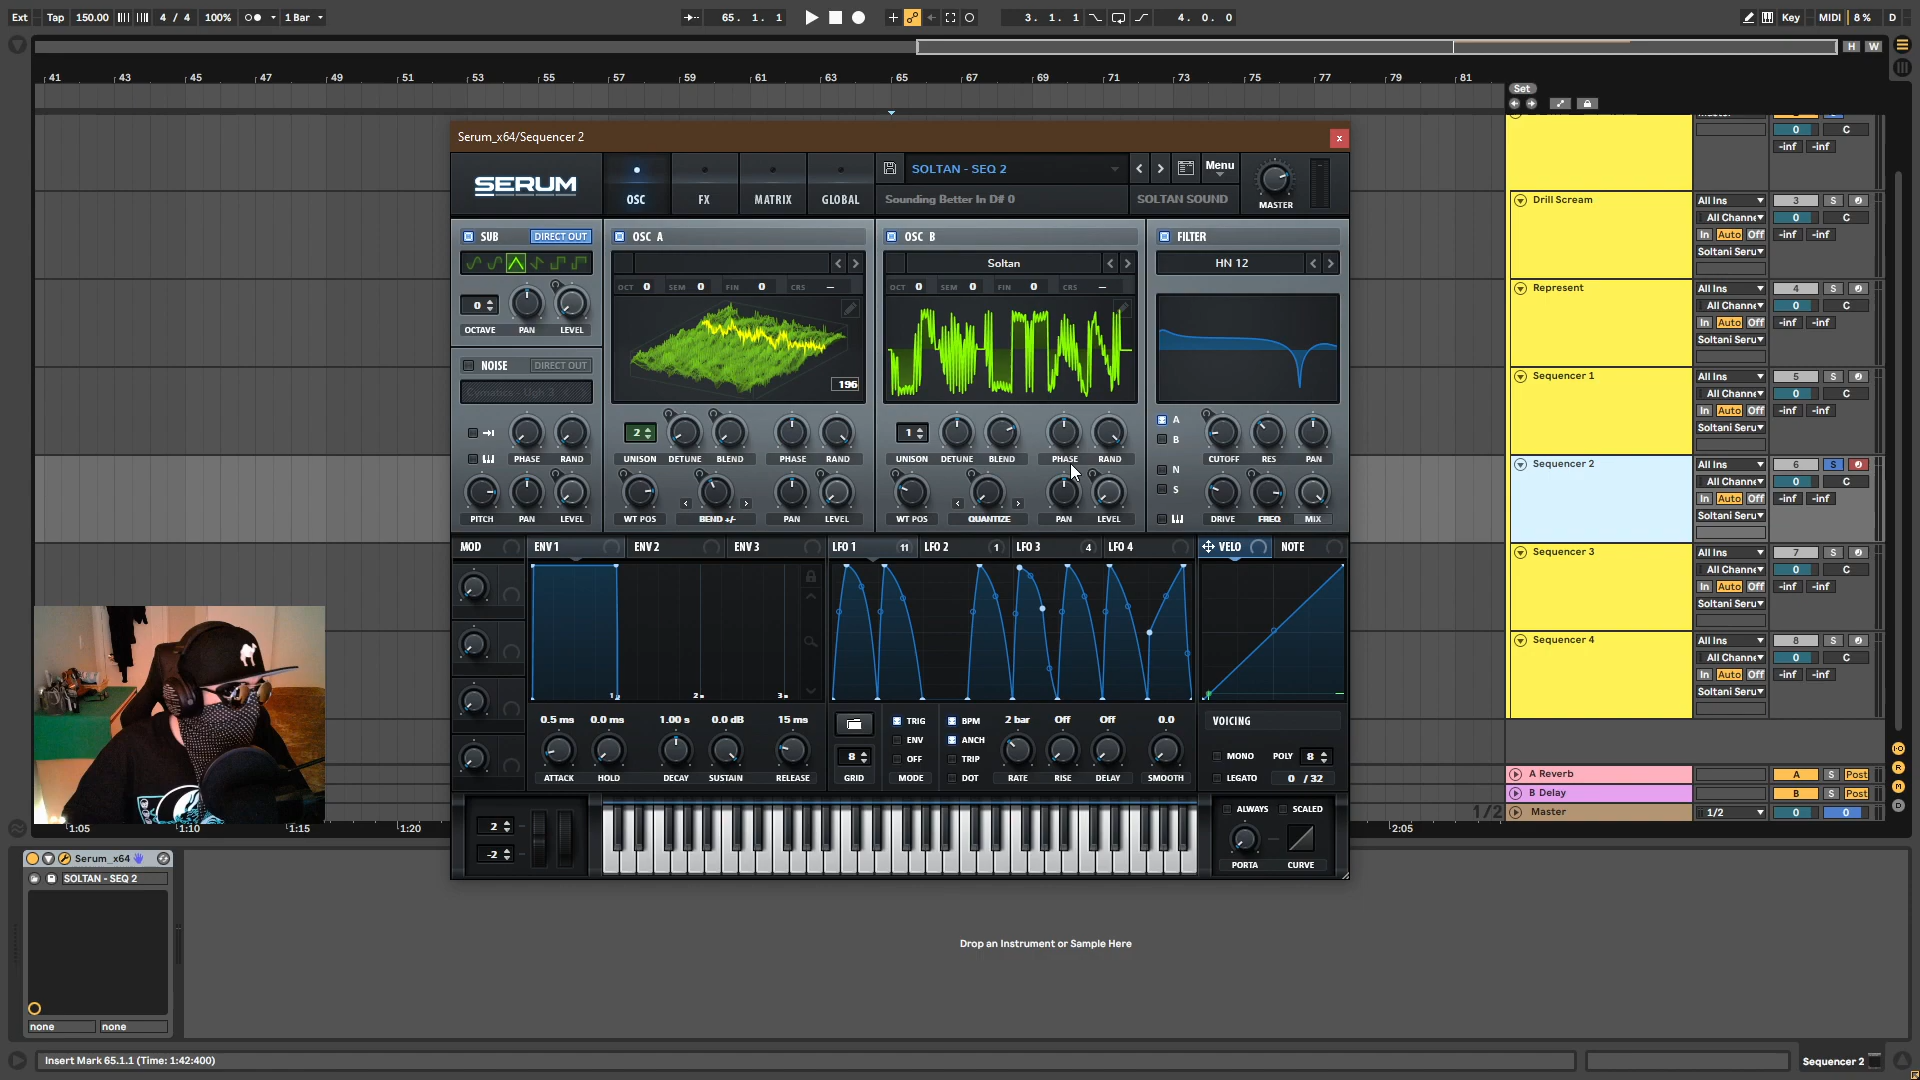 Ext Tap 150.00 4 / 4 100% 1 Bar 65. 1. 1 3. 1. 1 4. 0. 0 Key MIDI 8 % D
H W
41 43 45 47 49 51 53 55 57 59 61 63 65 67 69 71 73 75 77 79 81
Set
Serum_x64/Sequencer 2
SERUM
OSC FX MATRIX GLOBAL
SOLTAN - SEQ 2
Menu
Sounding Better In D# 0 SOLTAN SOUND
MASTER
SUB DIRECT OUT
OSC A
OSC B
FILTER
Soltan
HN 12
OCT 0 SEM 0 FIN 0 CRS --
OCT 0 SEM 0 FIN 0 CRS --
0
OCTAVE PAN LEVEL
NOISE DIRECT OUT
Cymatics - Ugh 3
196
PHASE RAND
PITCH PAN LEVEL
2
UNISON DETUNE BLEND PHASE RAND
WT POS BEND +/- PAN LEVEL
1
UNISON DETUNE BLEND PHASE RAND
WT POS QUANTIZE PAN LEVEL
A
B
N
S
CUTOFF RES PAN
DRIVE FREQ MIX
MOD ENV 1 ENV 2 ENV 3 LFO 1 11 LFO 2 1 LFO 3 4 LFO 4 VELO NOTE
1 2 3
0.5 ms 0.0 ms 1.00 s 0.0 dB 15 ms
ATTACK HOLD DECAY SUSTAIN RELEASE
8
GRID
TRIG
ENV
OFF
MODE
BPM
ANCH
TRIP
DOT
2 bar Off Off 0.0
RATE RISE DELAY SMOOTH
VOICING
MONO POLY 8
LEGATO 0 / 32
2
-2
ALWAYS SCALED
PORTA CURVE
0 C
-inf -inf
Drill Scream All Ins 3 S
All Channe 0 C
In Auto Off -inf -inf
Soltani Seru
Represent All Ins 4 S
All Channe 0 C
In Auto Off -inf -inf
Soltani Seru
Sequencer 1 All Ins 5 S
All Channe 0 C
In Auto Off -inf -inf
Soltani Seru
Sequencer 2 All Ins 6 S
All Channe 0 C
In Auto Off -inf -inf
Soltani Seru
Sequencer 3 All Ins 7 S
All Channe 0 C
In Auto Off -inf -inf
Soltani Seru
Sequencer 4 All Ins 8 S
All Channe 0 C
In Auto Off -inf -inf
Soltani Seru
A Reverb A S Post
B Delay B S Post
1/2 Master 1/2 0 0
I·O
R
M
D
1:05 1:10 1:15 1:20 2:05
Serum_x64
SOLTAN - SEQ 2
none none
Drop an Instrument or Sample Here
Insert Mark 65.1.1 (Time: 1:42:400)
Sequencer 2